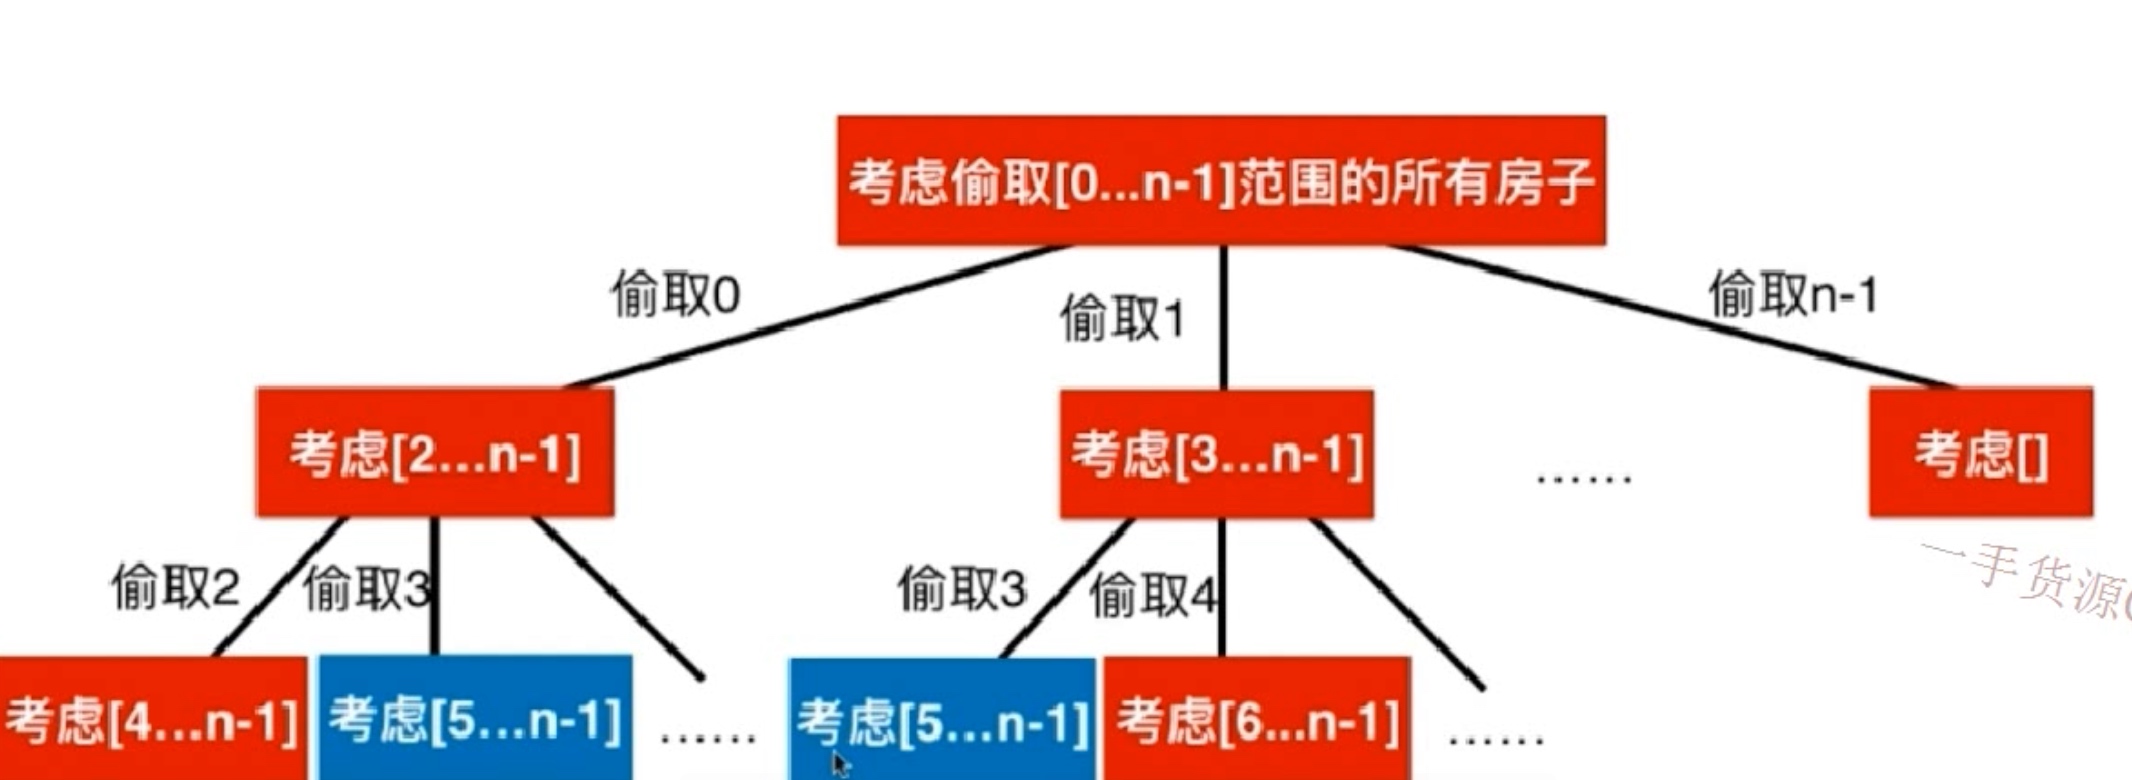 考虑偷取[0...n-1]范围的所有房子
偷取0
偷取1
偷取n-1
考虑[2...n-1]
考虑[3...n-1]
......
考虑[]
偷取2
偷取3
偷取3
偷取4
一手货源
考虑[4...n-1]
考虑[5...n-1]
......
考虑[5...n-1]
考虑[6...n-1]
......